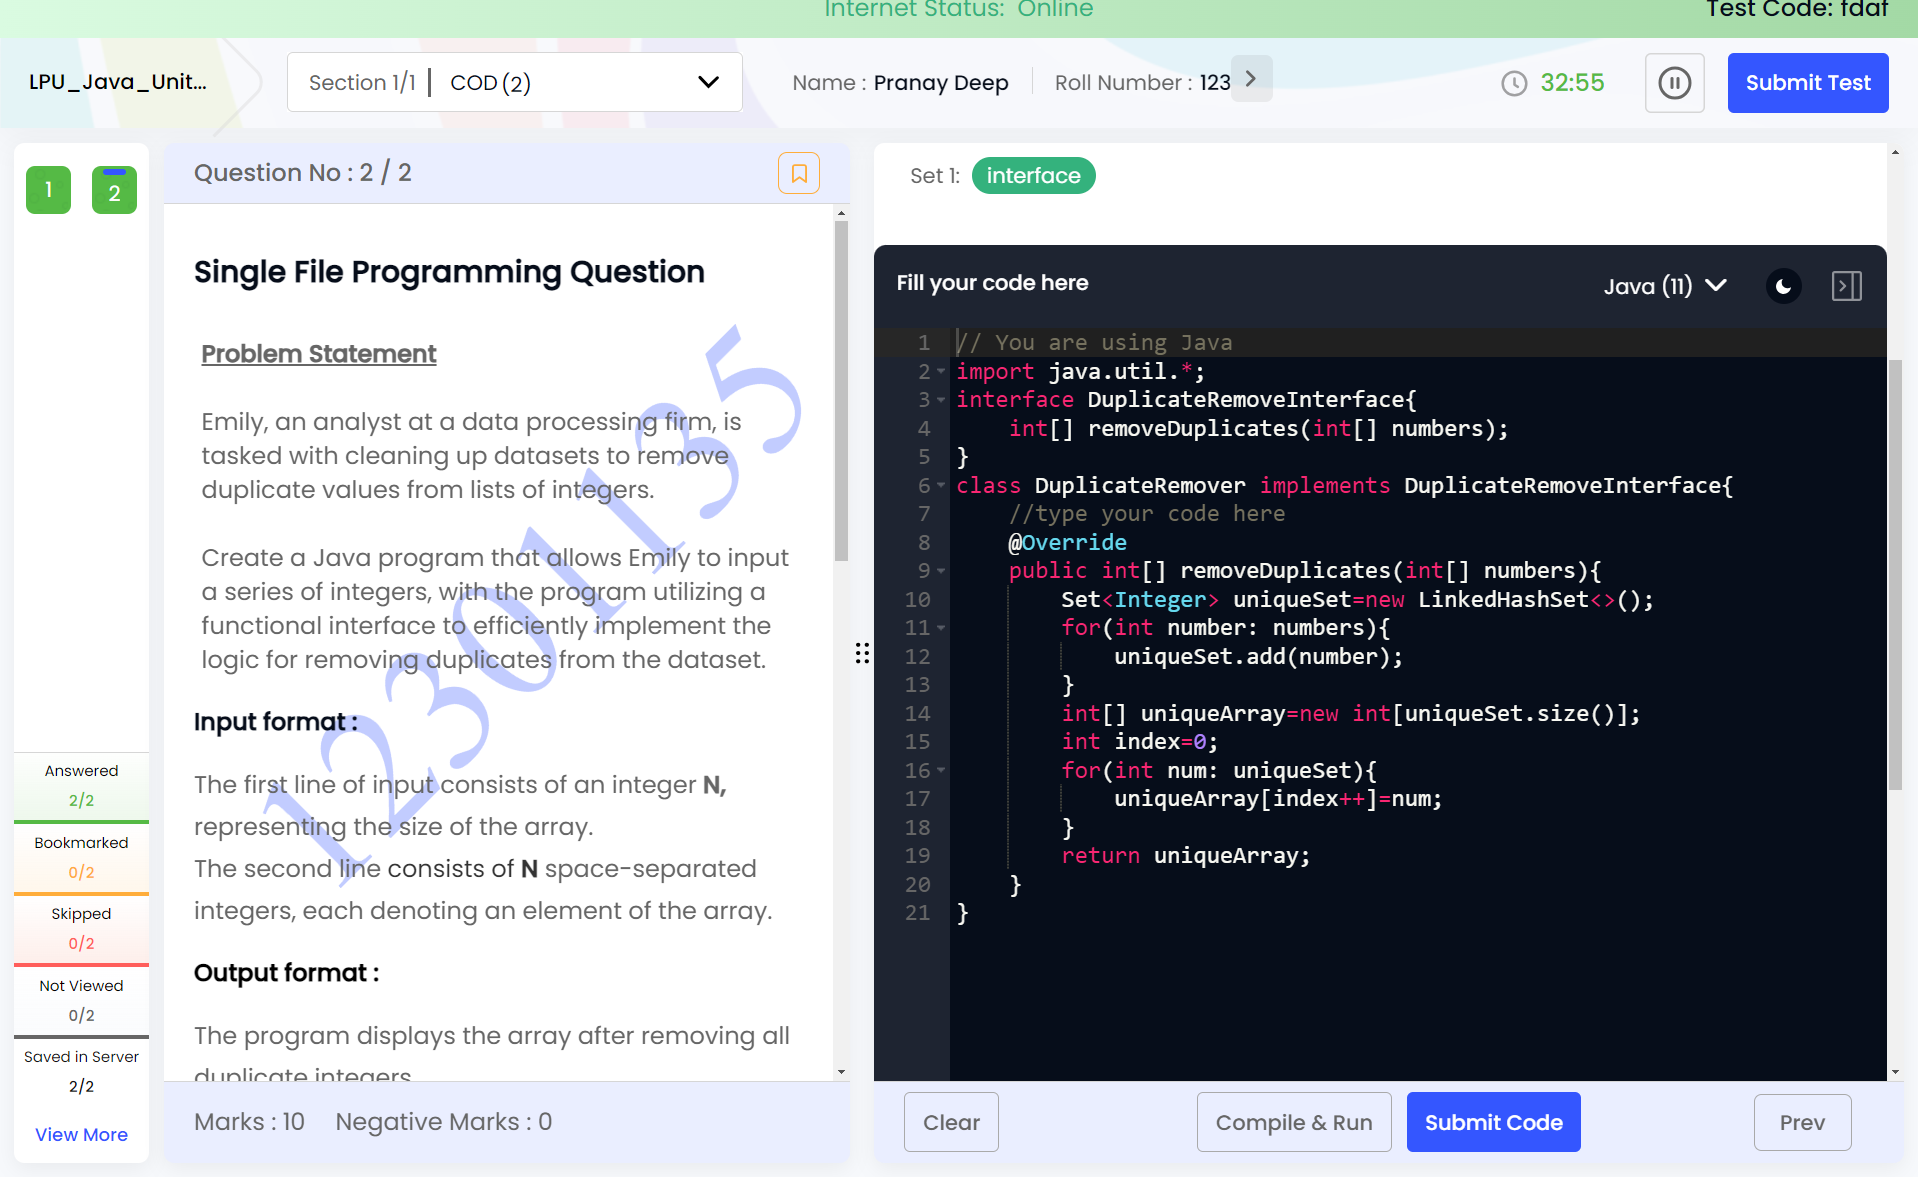 Internet Status: Online
Test Code: fdaf
LPU_Java_Unit...
Section 1/1 | COD (2)
Name : Pranay Deep
Roll Number : 123
32:55
Submit Test
1
2
Question No : 2 / 2
Single File Programming Question
Problem Statement
Emily, an analyst at a data processing firm, is
tasked with cleaning up datasets to remove
duplicate values from lists of integers.
Create a Java program that allows Emily to input
a series of integers, with the program utilizing a
functional interface to efficiently implement the
logic for removing duplicates from the dataset.
Input format :
The first line of input consists of an integer N,
representing the size of the array.
The second line consists of N space-separated
integers, each denoting an element of the array.
Output format :
The program displays the array after removing all
duplicate integers
12301135
Marks : 10 Negative Marks : 0
Answered
2/2
Bookmarked
0/2
Skipped
0/2
Not Viewed
0/2
Saved in Server
2/2
View More
Set 1: interface
Fill your code here
Java (11)
1 // You are using Java
2 import java.util.*;
3 interface DuplicateRemoveInterface{
4     int[] removeDuplicates(int[] numbers);
5 }
6 class DuplicateRemover implements DuplicateRemoveInterface{
7     //type your code here
8     @Override
9     public int[] removeDuplicates(int[] numbers){
10         Set<Integer> uniqueSet=new LinkedHashSet<>();
11         for(int number: numbers){
12             uniqueSet.add(number);
13         }
14         int[] uniqueArray=new int[uniqueSet.size()];
15         int index=0;
16         for(int num: uniqueSet){
17             uniqueArray[index++]=num;
18         }
19         return uniqueArray;
20     }
21 }
Clear
Compile & Run
Submit Code
Prev